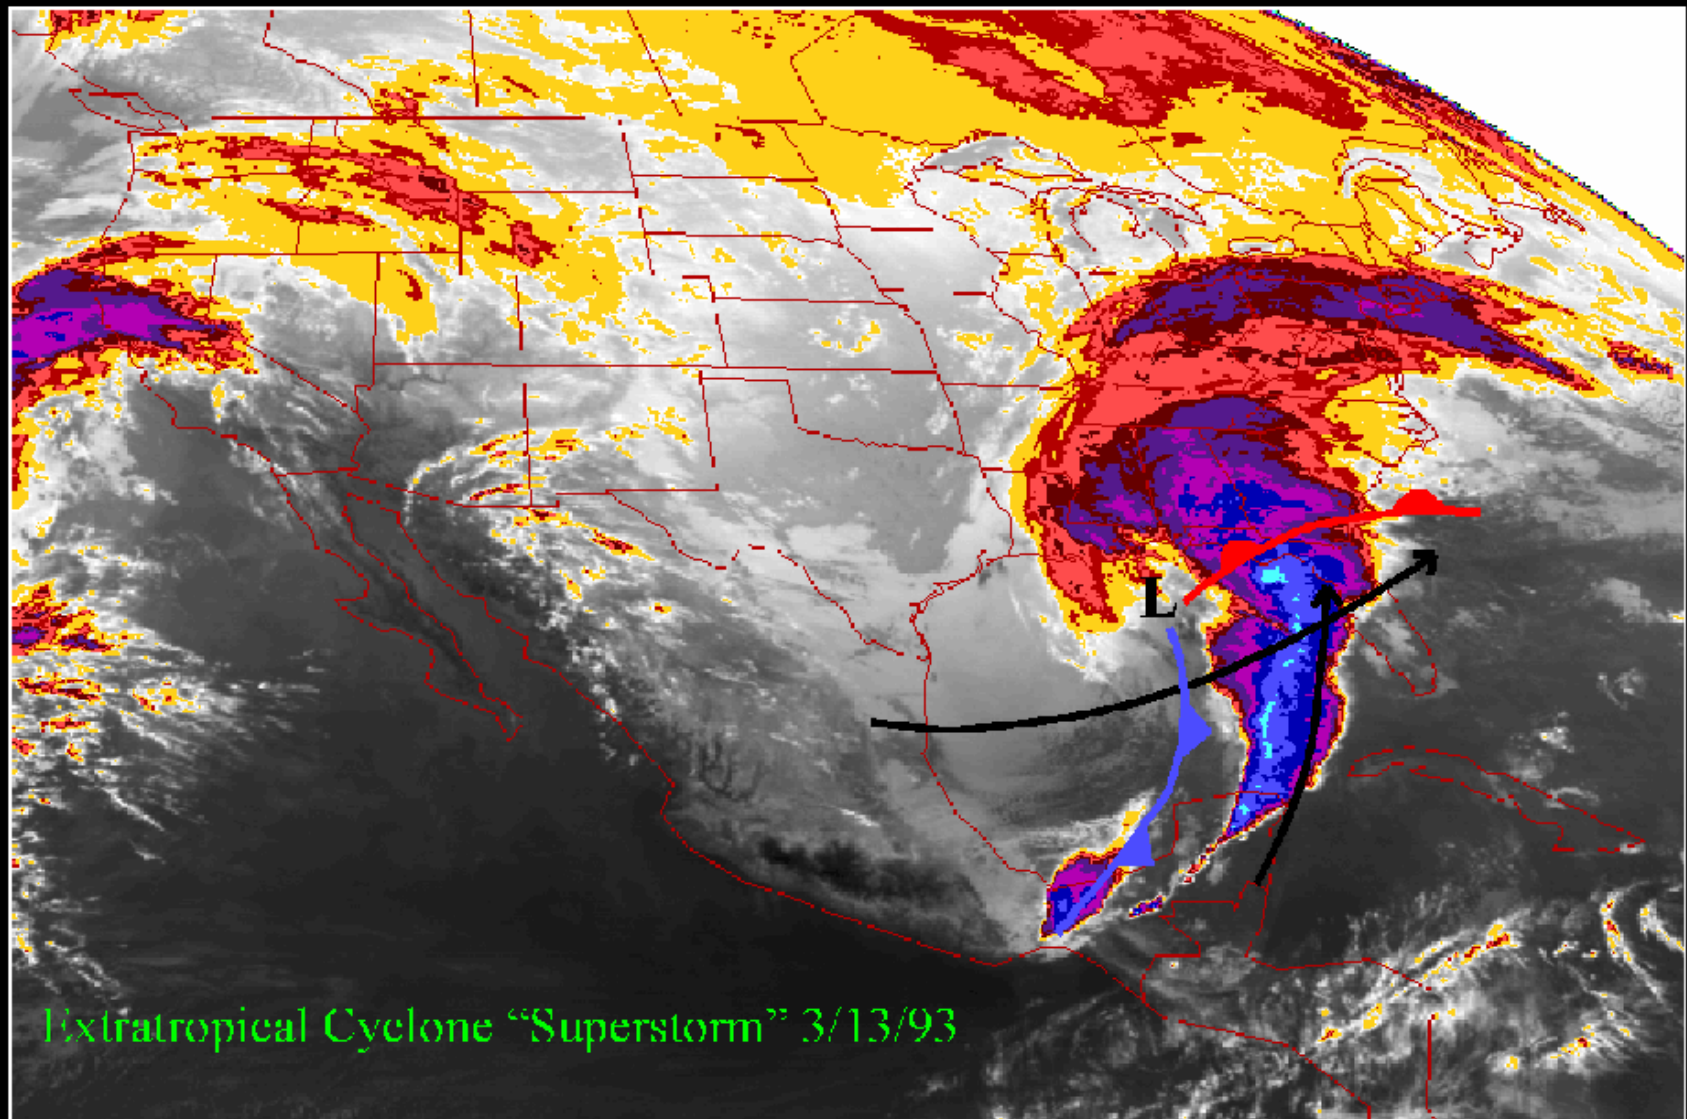 L
Extratropical Cyclone “Superstorm” 3/13/93